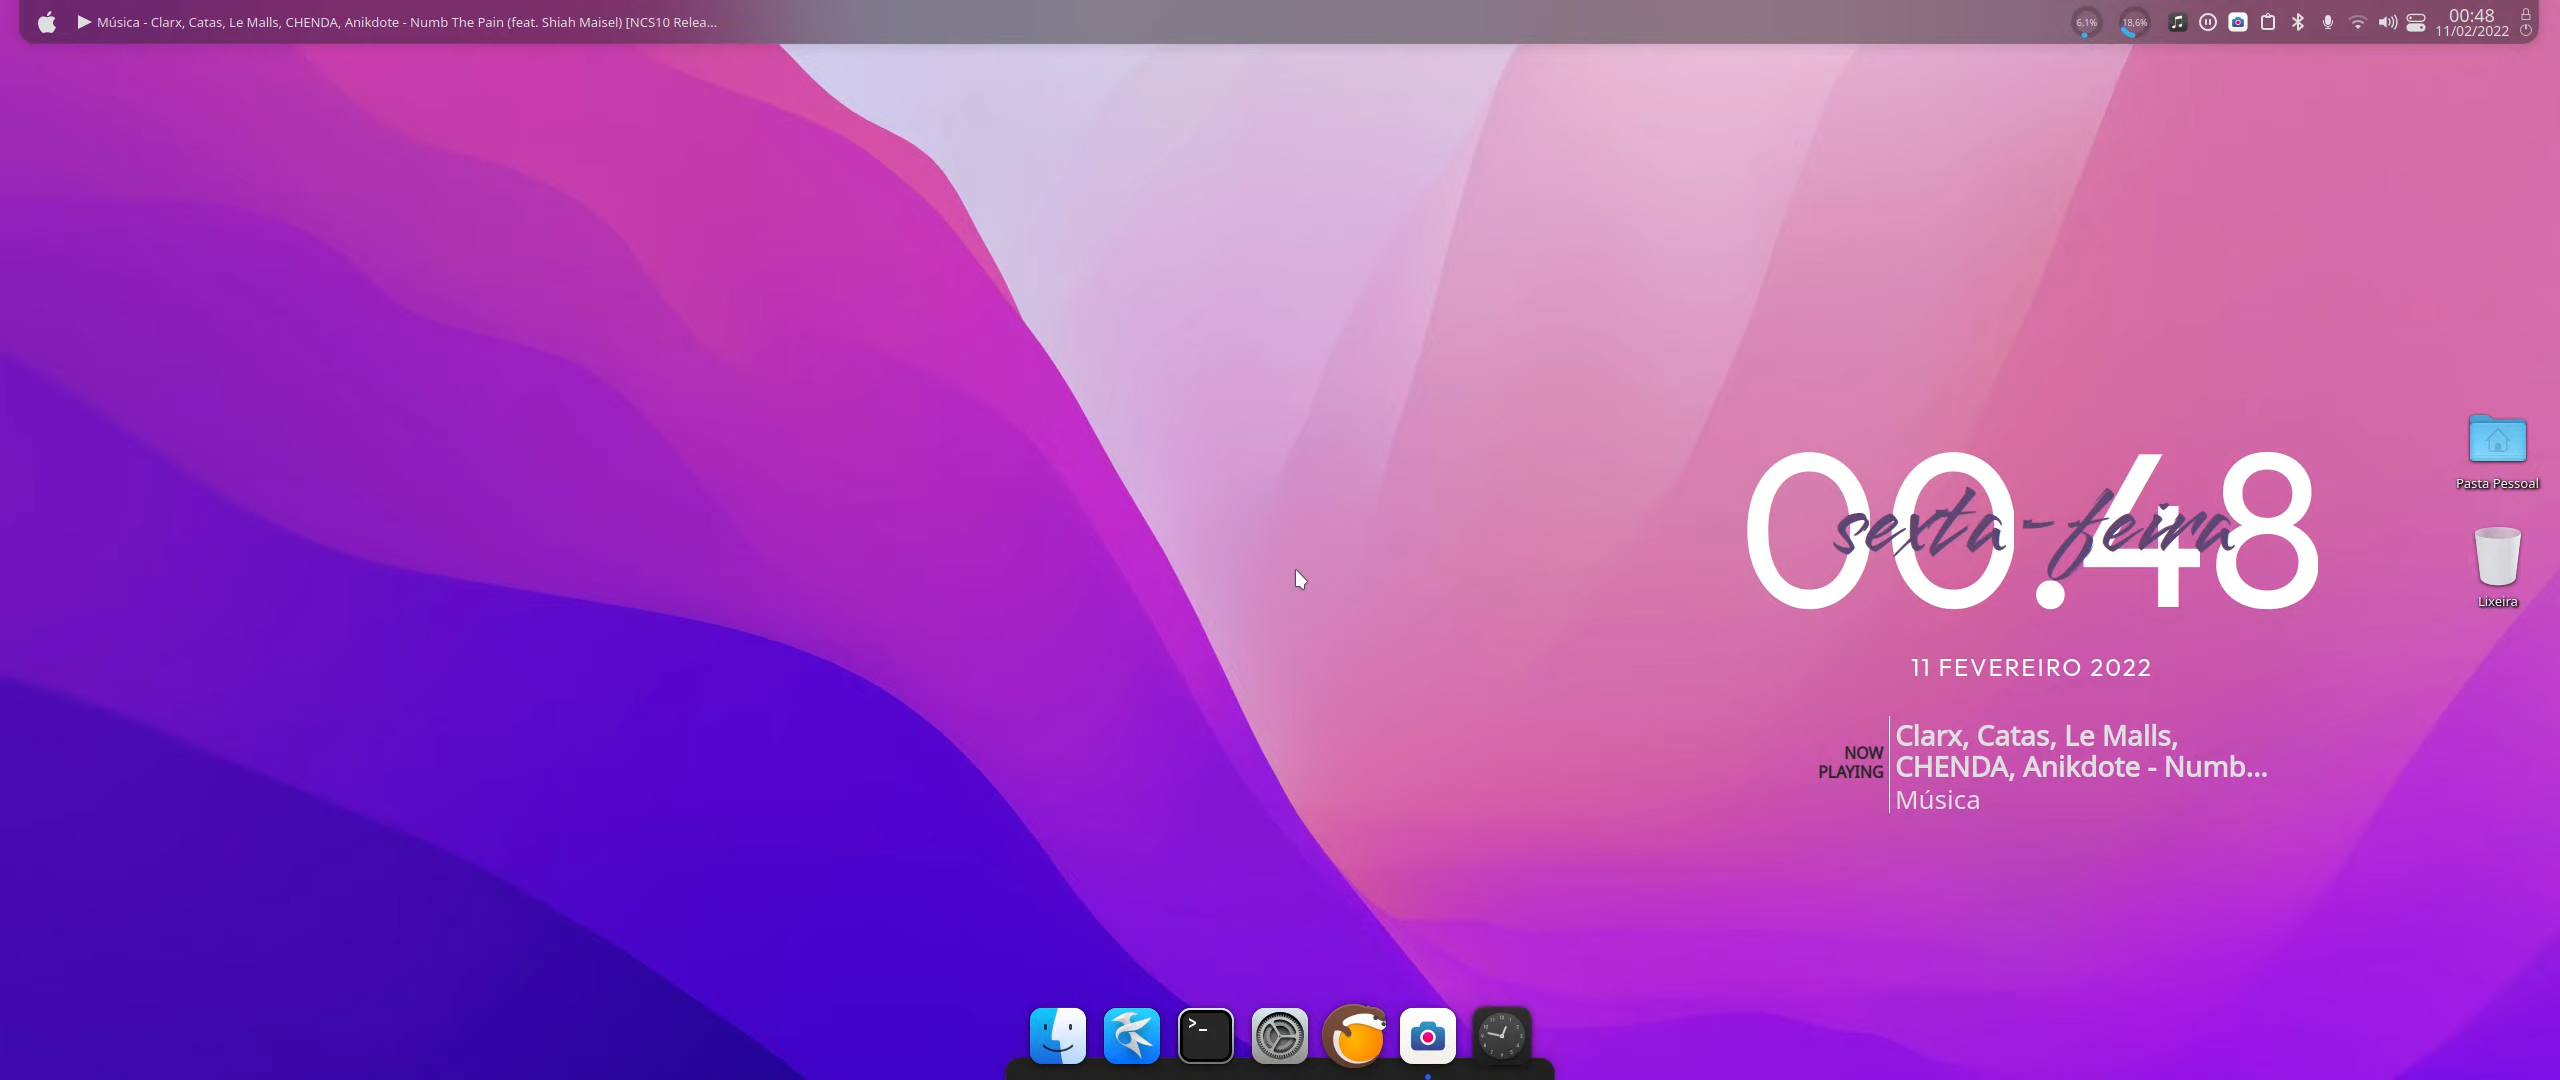 Música - Clarx, Catas, Le Malls, CHENDA, Anikdote - Numb The Pain (feat. Shiah Maisel) [NCS10 Relea...
6,1%
18,6%
00:48
11/02/2022
00.48
sexta-feira
11 FEVEREIRO 2022
NOW
PLAYING
Clarx, Catas, Le Malls,
CHENDA, Anikdote - Numb...
Música
Pasta Pessoal
Lixeira
>_